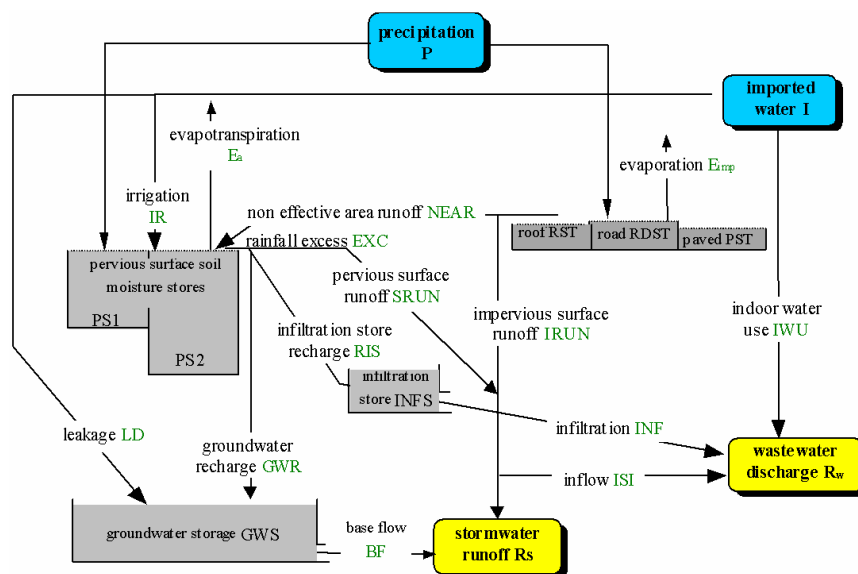 precipitation
P
imported
water I
evapotranspiration
Ea
evaporation Eimp
irrigation
IR
non effective area runoff NEAR
rainfall excess EXC
roof RST
road RDST
paved PST
pervious surface soil
moisture stores
PS1
PS2
pervious surface
runoff SRUN
impervious surface
runoff IRUN
indoor water
use IWU
infiltration store
recharge RIS
infiltration
store INFS
leakage LD
groundwater
recharge GWR
infiltration INF
wastewater
discharge Rw
inflow ISI
groundwater storage GWS
base flow
BF
stormwater
runoff Rs